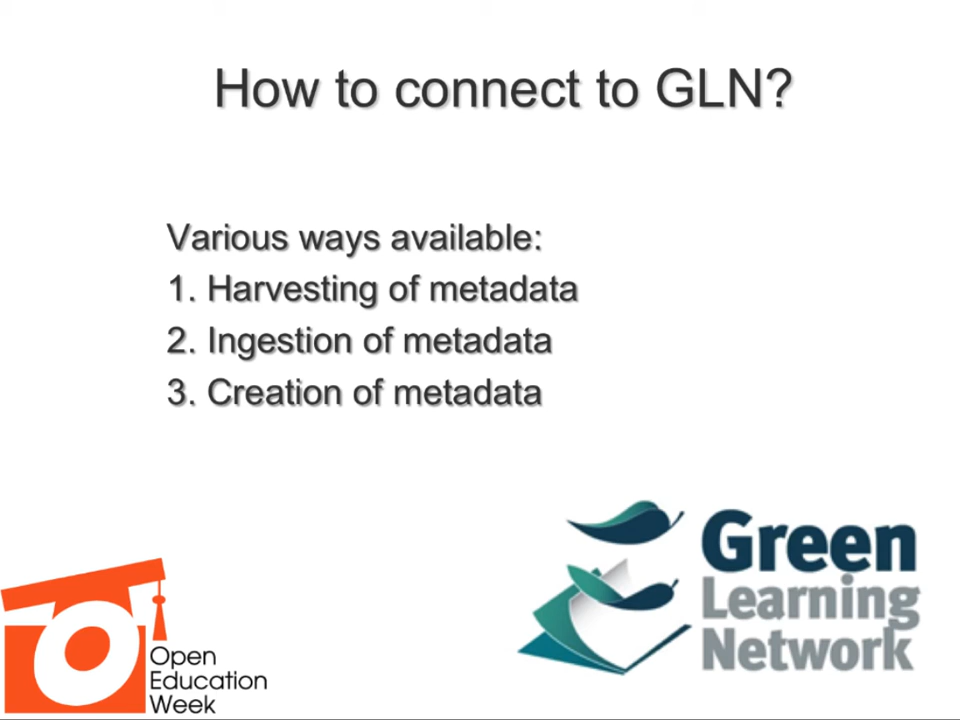 How to connect to GLN?
Various ways available:
1. Harvesting of metadata
2. Ingestion of metadata
3. Creation of metadata
Open
Education
Week
Green
Learning
Network